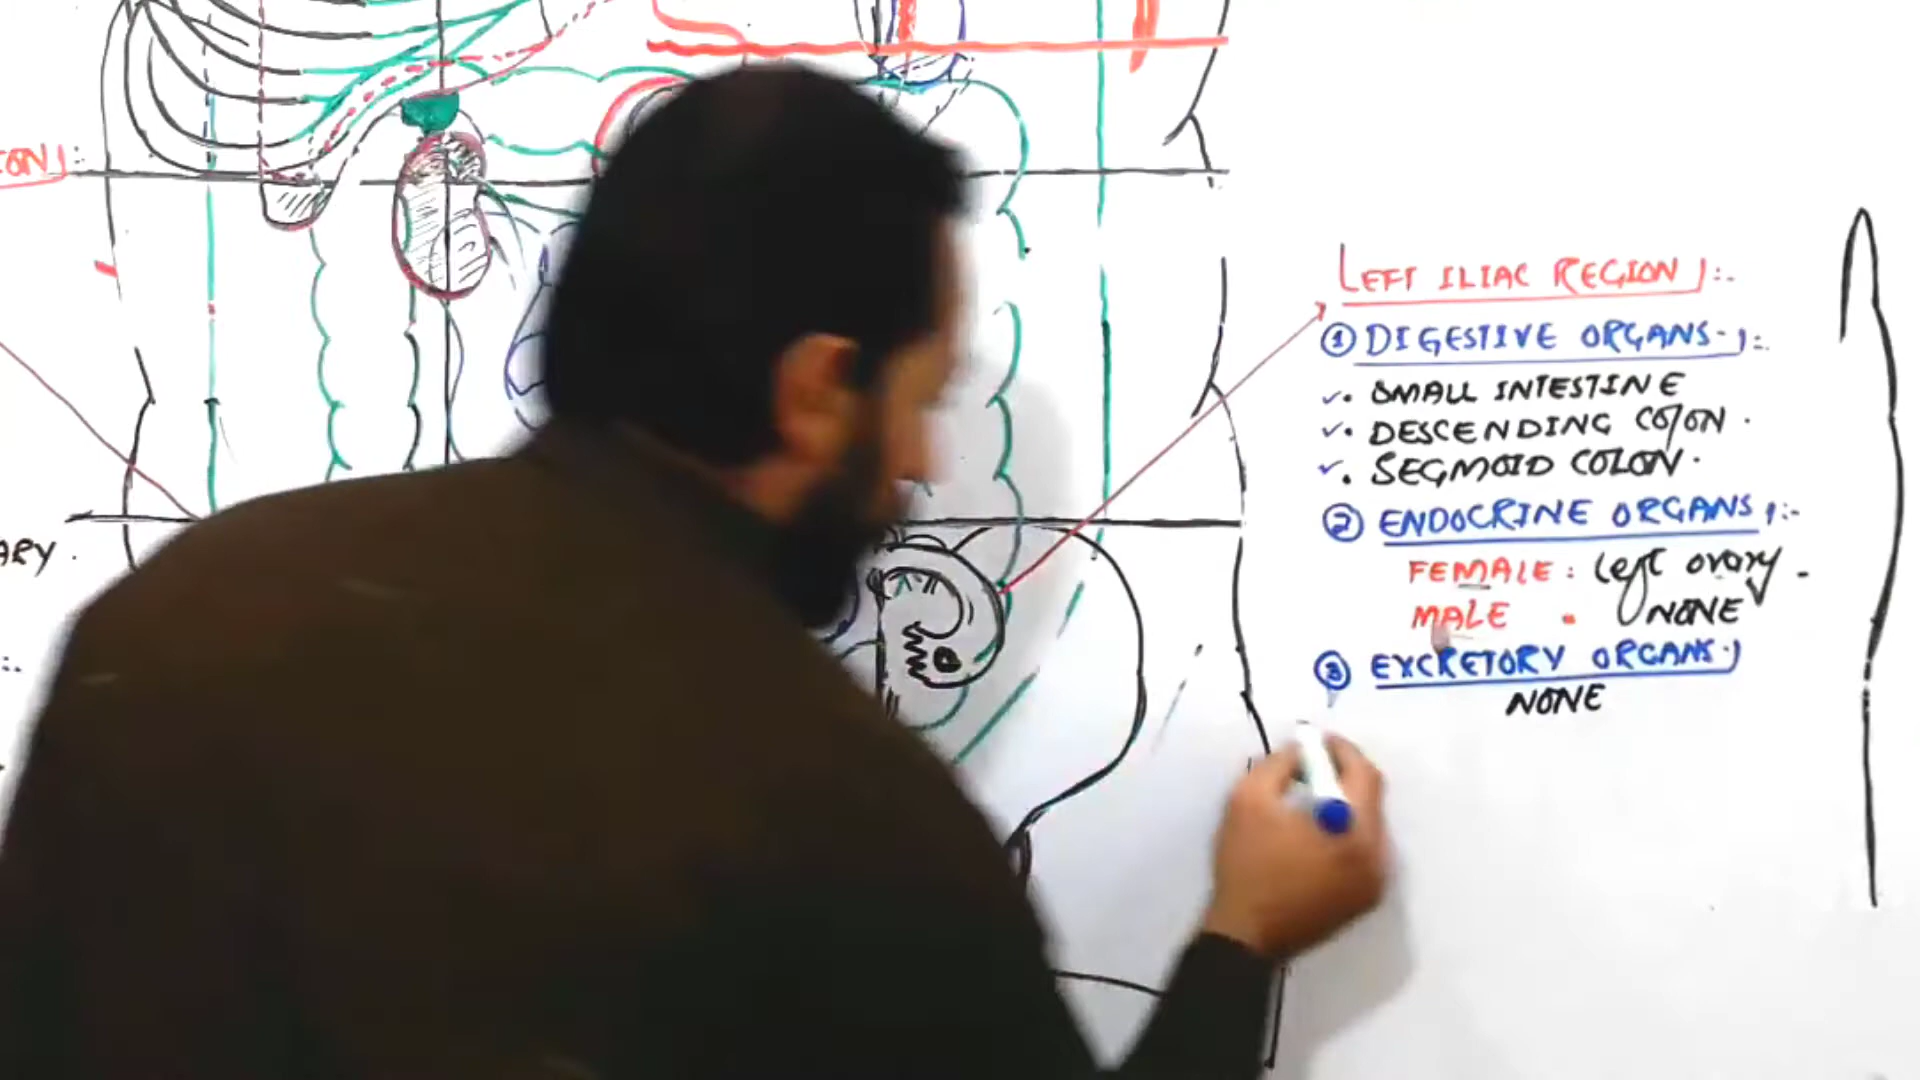 LEFT ILIAC REGION ):-
① DIGESTIVE ORGANS- ):-
✓• SMALL INTESTINE
✓• DESCENDING COLON .
✓• SEGMOID COLON.
② ENDOCRINE ORGANS ):-
ARY .
FEMALE : left ovary .
MALE : NONE
③ EXCRETORY ORGANS.)
NONE